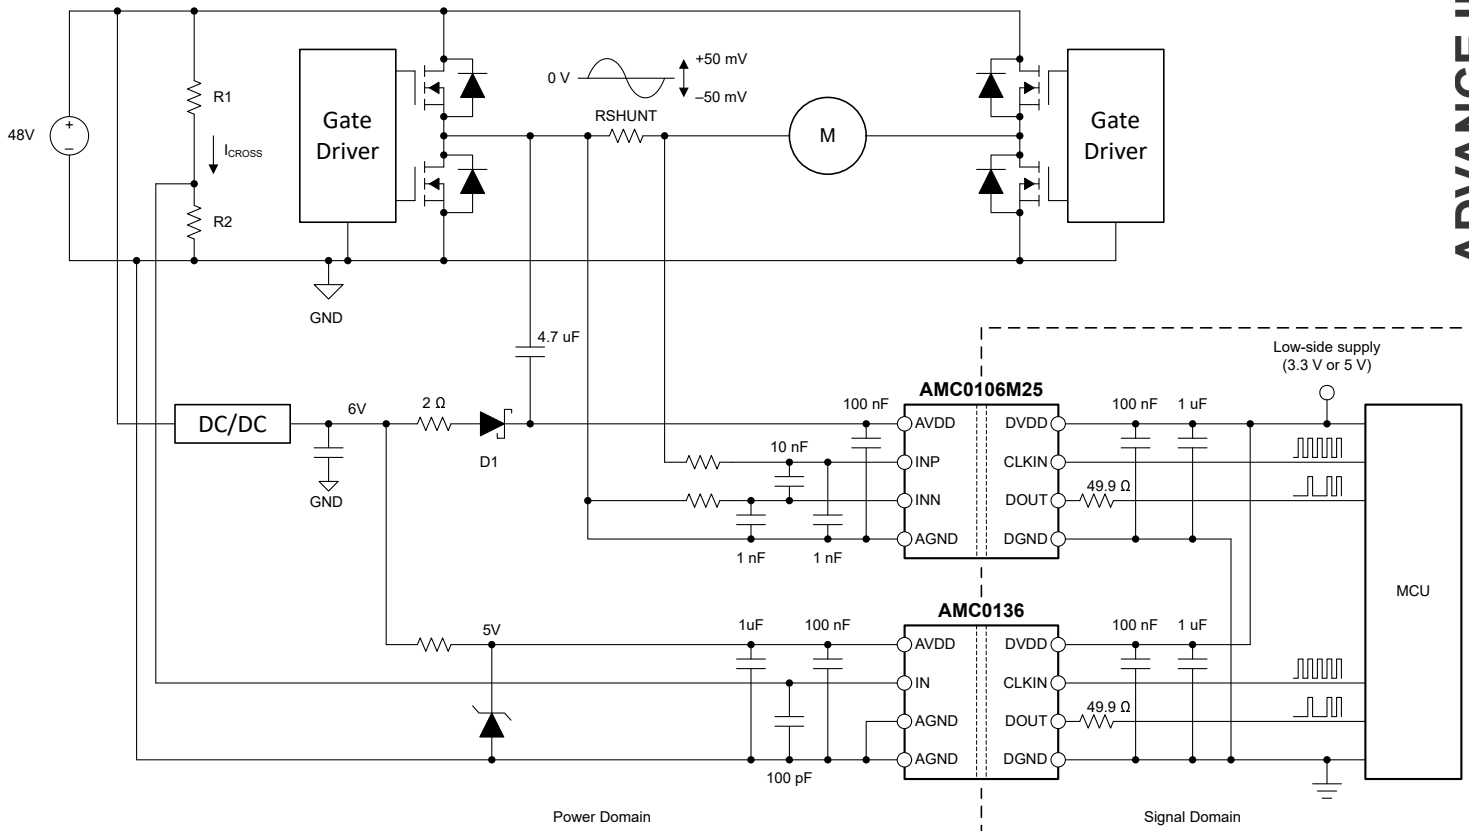 +50 mV
0 V
–50 mV
RSHUNT
48V
+
–
R1
ICROSS
R2
Gate
Driver
M
Gate
Driver
GND
4.7 uF
Low-side supply
(3.3 V or 5 V)
AMC0106M25
DC/DC
6V
2 Ω
D1
GND
100 nF
AVDD
DVDD
100 nF
1 uF
10 nF
INP
CLKIN
INN
DOUT
49.9 Ω
AGND
DGND
1 nF
1 nF
MCU
AMC0136
5V
1uF
100 nF
AVDD
DVDD
100 nF
1 uF
IN
CLKIN
AGND
DOUT
49.9 Ω
AGND
DGND
100 pF
Power Domain
Signal Domain
ADVANCE